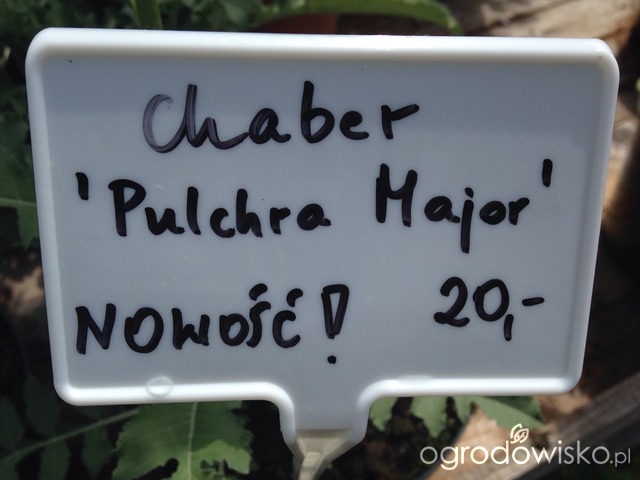 Chaber
'Pulchra Major'
NOWOŚĆ! 20,-
ogrodowisko.pl